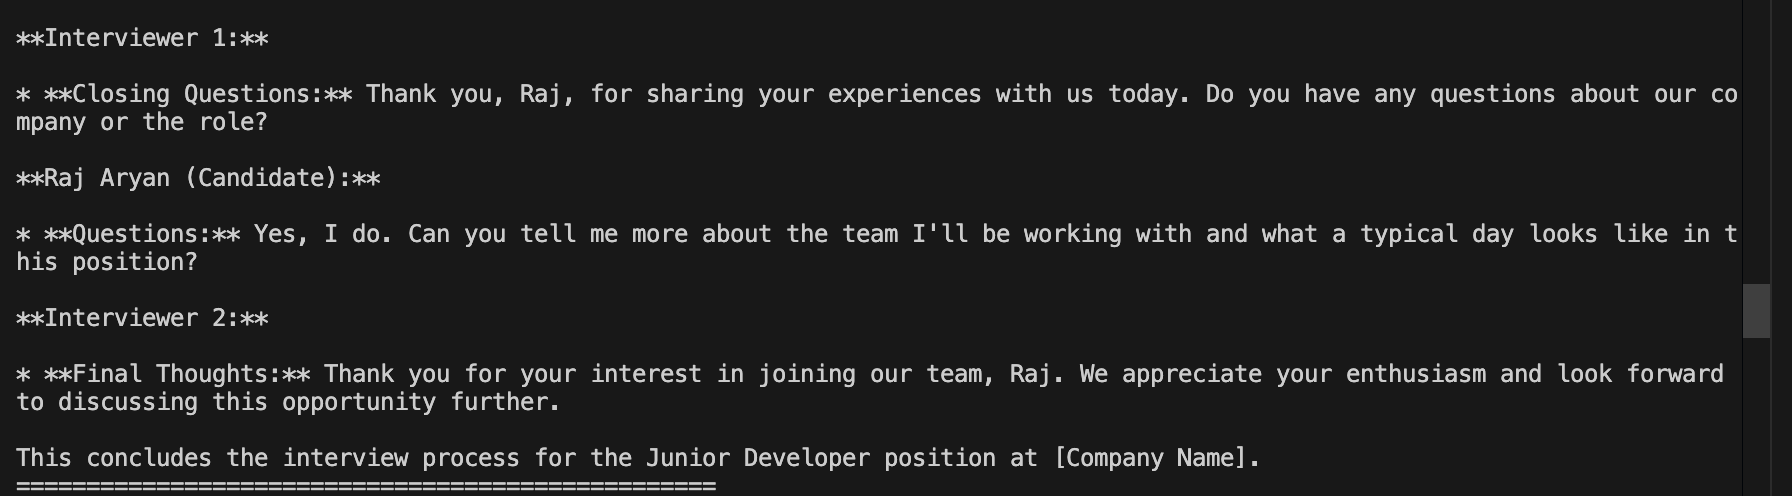 **Interviewer 1:**
* **Closing Questions:** Thank you, Raj, for sharing your experiences with us today. Do you have any questions about our co
mpany or the role?
**Raj Aryan (Candidate):**
* **Questions:** Yes, I do. Can you tell me more about the team I'll be working with and what a typical day looks like in t
his position?
**Interviewer 2:**
* **Final Thoughts:** Thank you for your interest in joining our team, Raj. We appreciate your enthusiasm and look forward
to discussing this opportunity further.
This concludes the interview process for the Junior Developer position at [Company Name].
==================================================